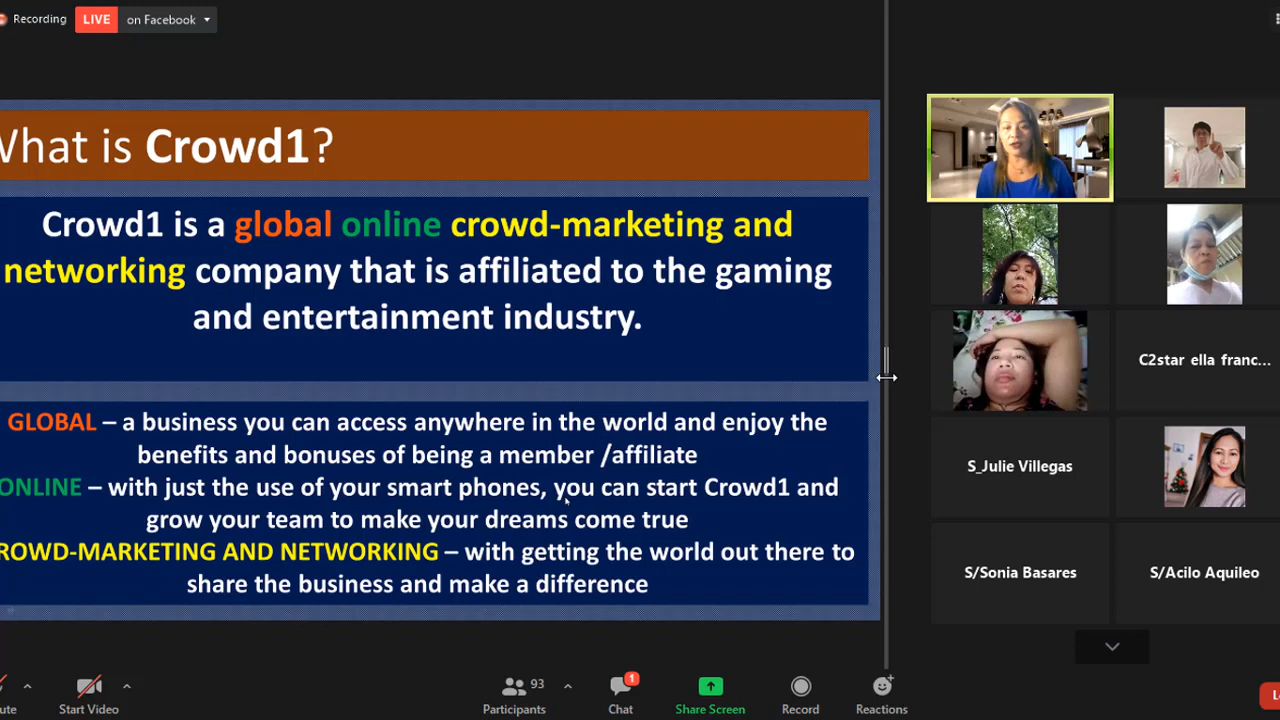 Recording
LIVE
on Facebook
What is Crowd1?
Crowd1 is a global online crowd-marketing and
networking company that is affiliated to the gaming
and entertainment industry.
GLOBAL – a business you can access anywhere in the world and enjoy the
benefits and bonuses of being a member /affiliate
ONLINE – with just the use of your smart phones, you can start Crowd1 and
grow your team to make your dreams come true
ROWD-MARKETING AND NETWORKING – with getting the world out there to
share the business and make a difference
C2star ella franc...
S_Julie Villegas
S/Sonia Basares
S/Acilo Aquileo
ute
Start Video
93
Participants
1
Chat
Share Screen
Record
Reactions